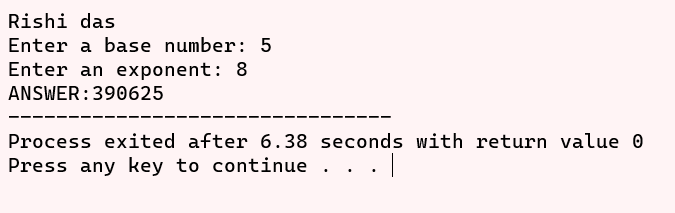 Rishi das
Enter a base number: 5
Enter an exponent: 8
ANSWER:390625
--------------------------------
Process exited after 6.38 seconds with return value 0
Press any key to continue . . .